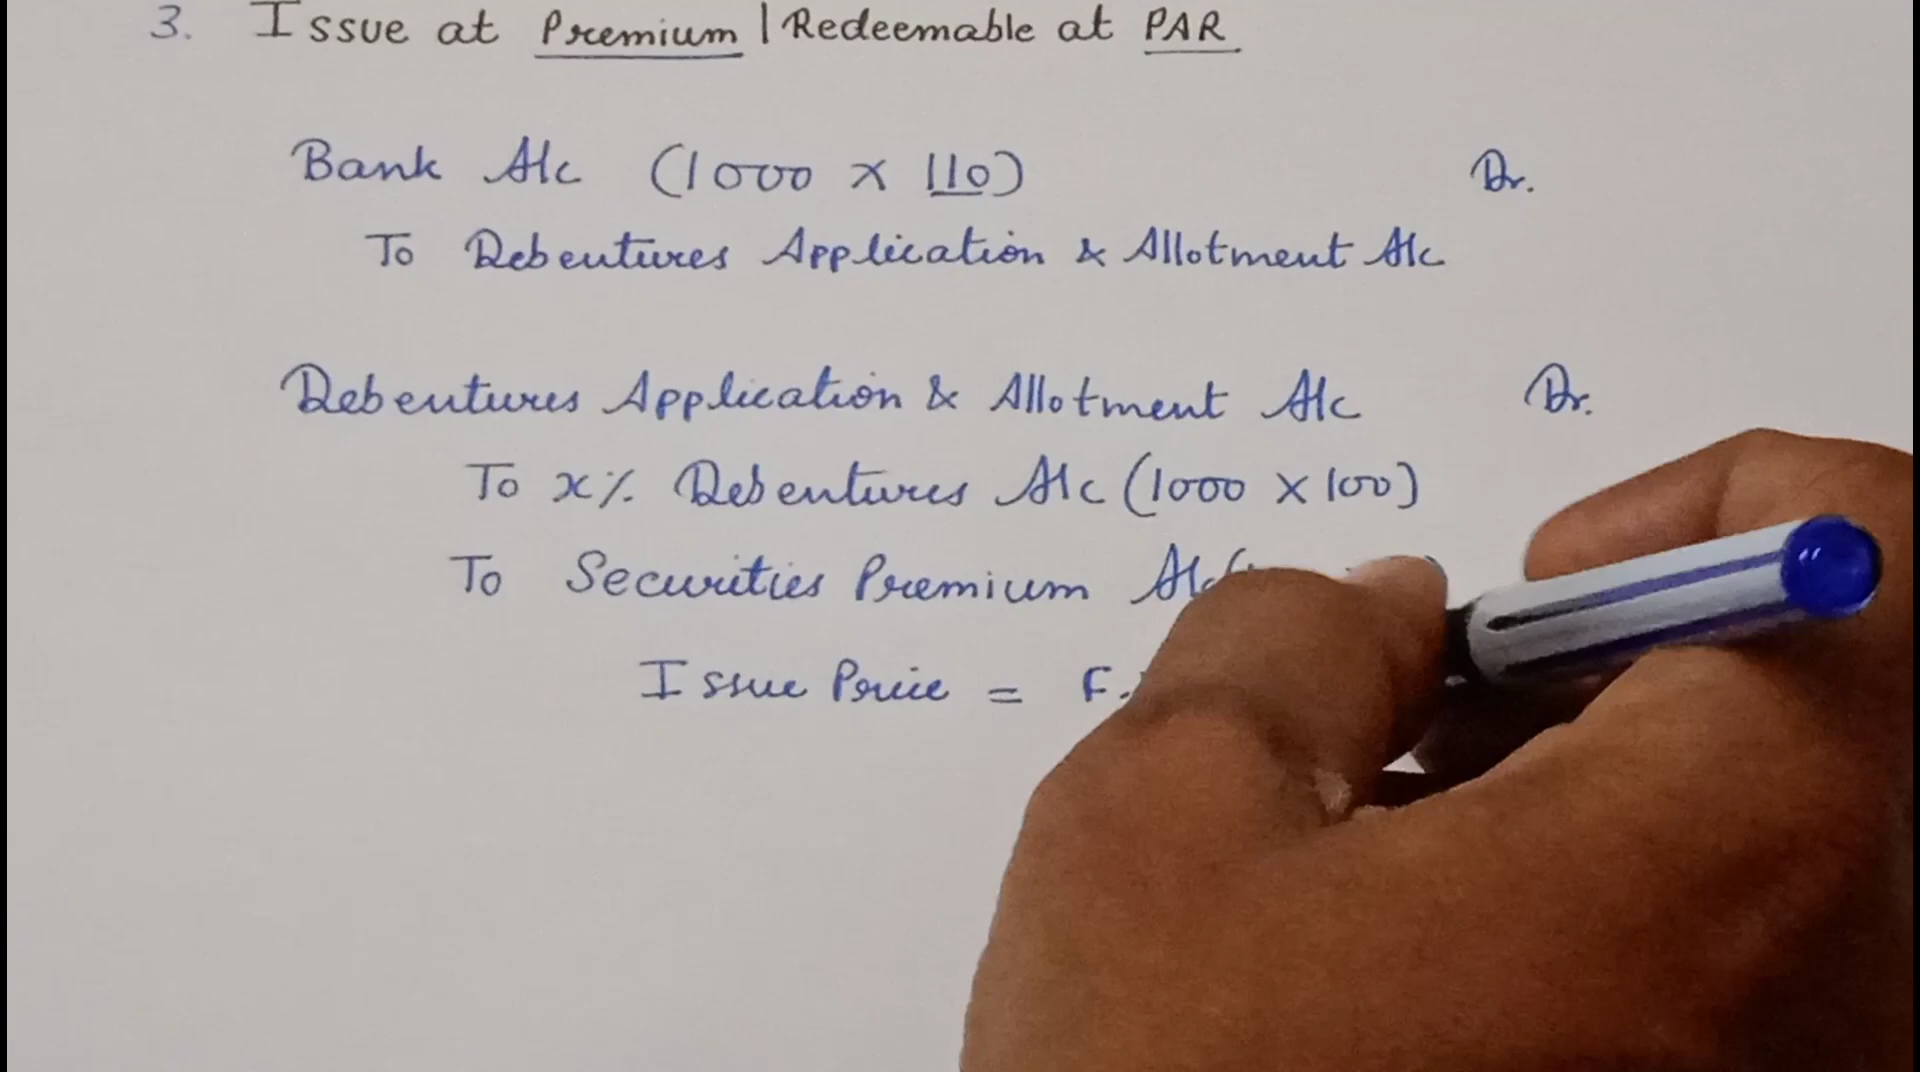 3. Issue at Premium | Redeemable at PAR
Bank A/c (1000 x 110) Dr.
To Debentures Application & Allotment A/c
Debentures Application & Allotment A/c Dr.
To x% Debentures A/c (1000 x 100)
To Securities Premium A/c (
Issue Price = F.